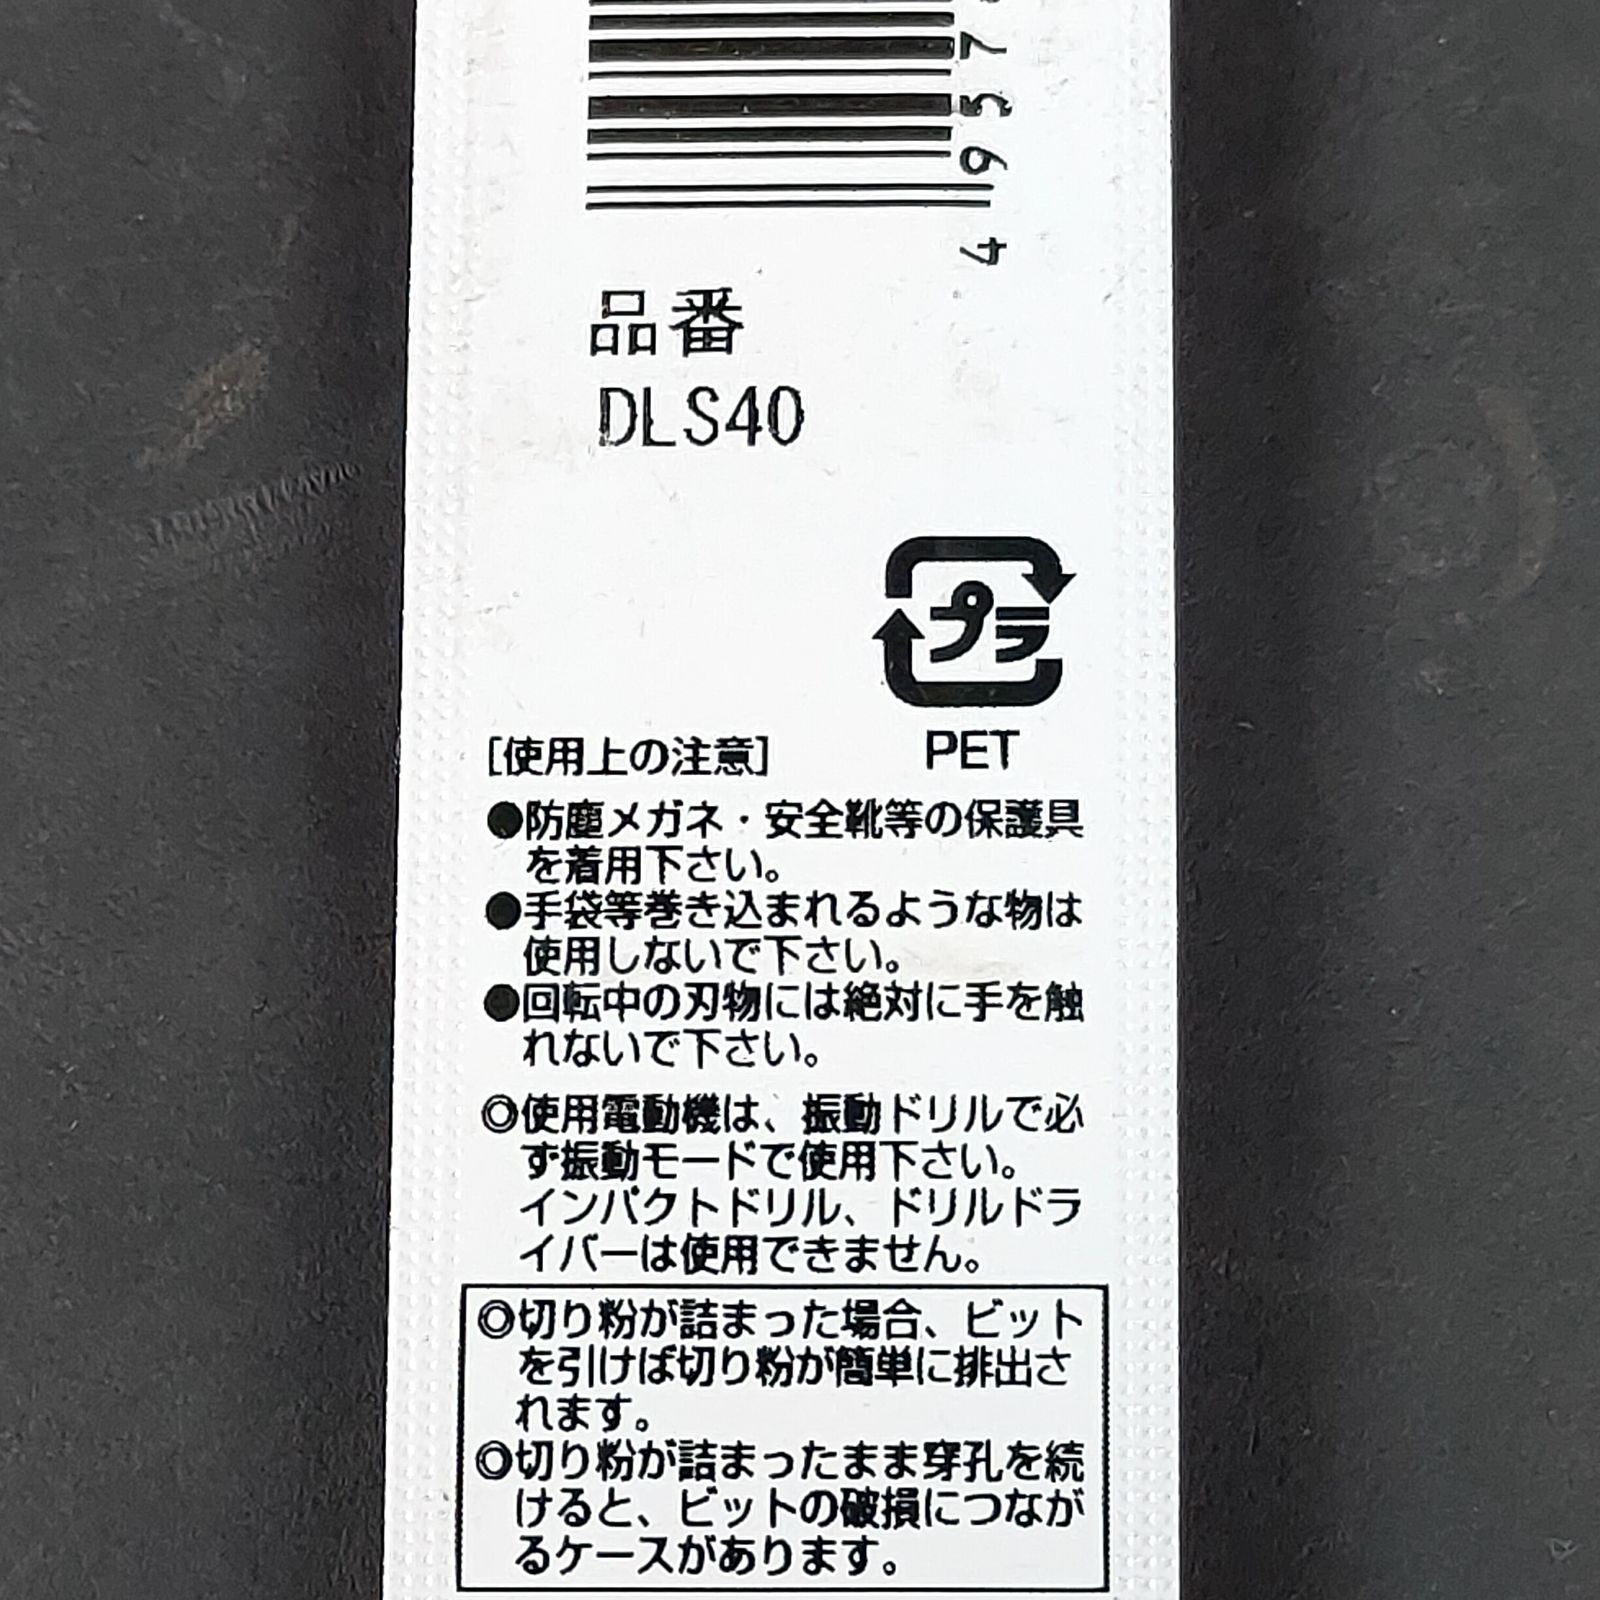 4957
品番
DLS40
プラ
PET
[使用上の注意]
●防塵メガネ・安全靴等の保護具
を着用下さい。
●手袋等巻き込まれるような物は
使用しないで下さい。
●回転中の刃物には絶対に手を触
れないで下さい。
◎使用電動機は、振動ドリルで必
ず振動モードで使用下さい。
インパクトドリル、ドリルドラ
イバーは使用できません。
◎切り粉が詰まった場合、ビット
を引けば切り粉が簡単に排出さ
れます。
◎切り粉が詰まったまま穿孔を続
けると、ビットの破損につなが
るケースがあります。